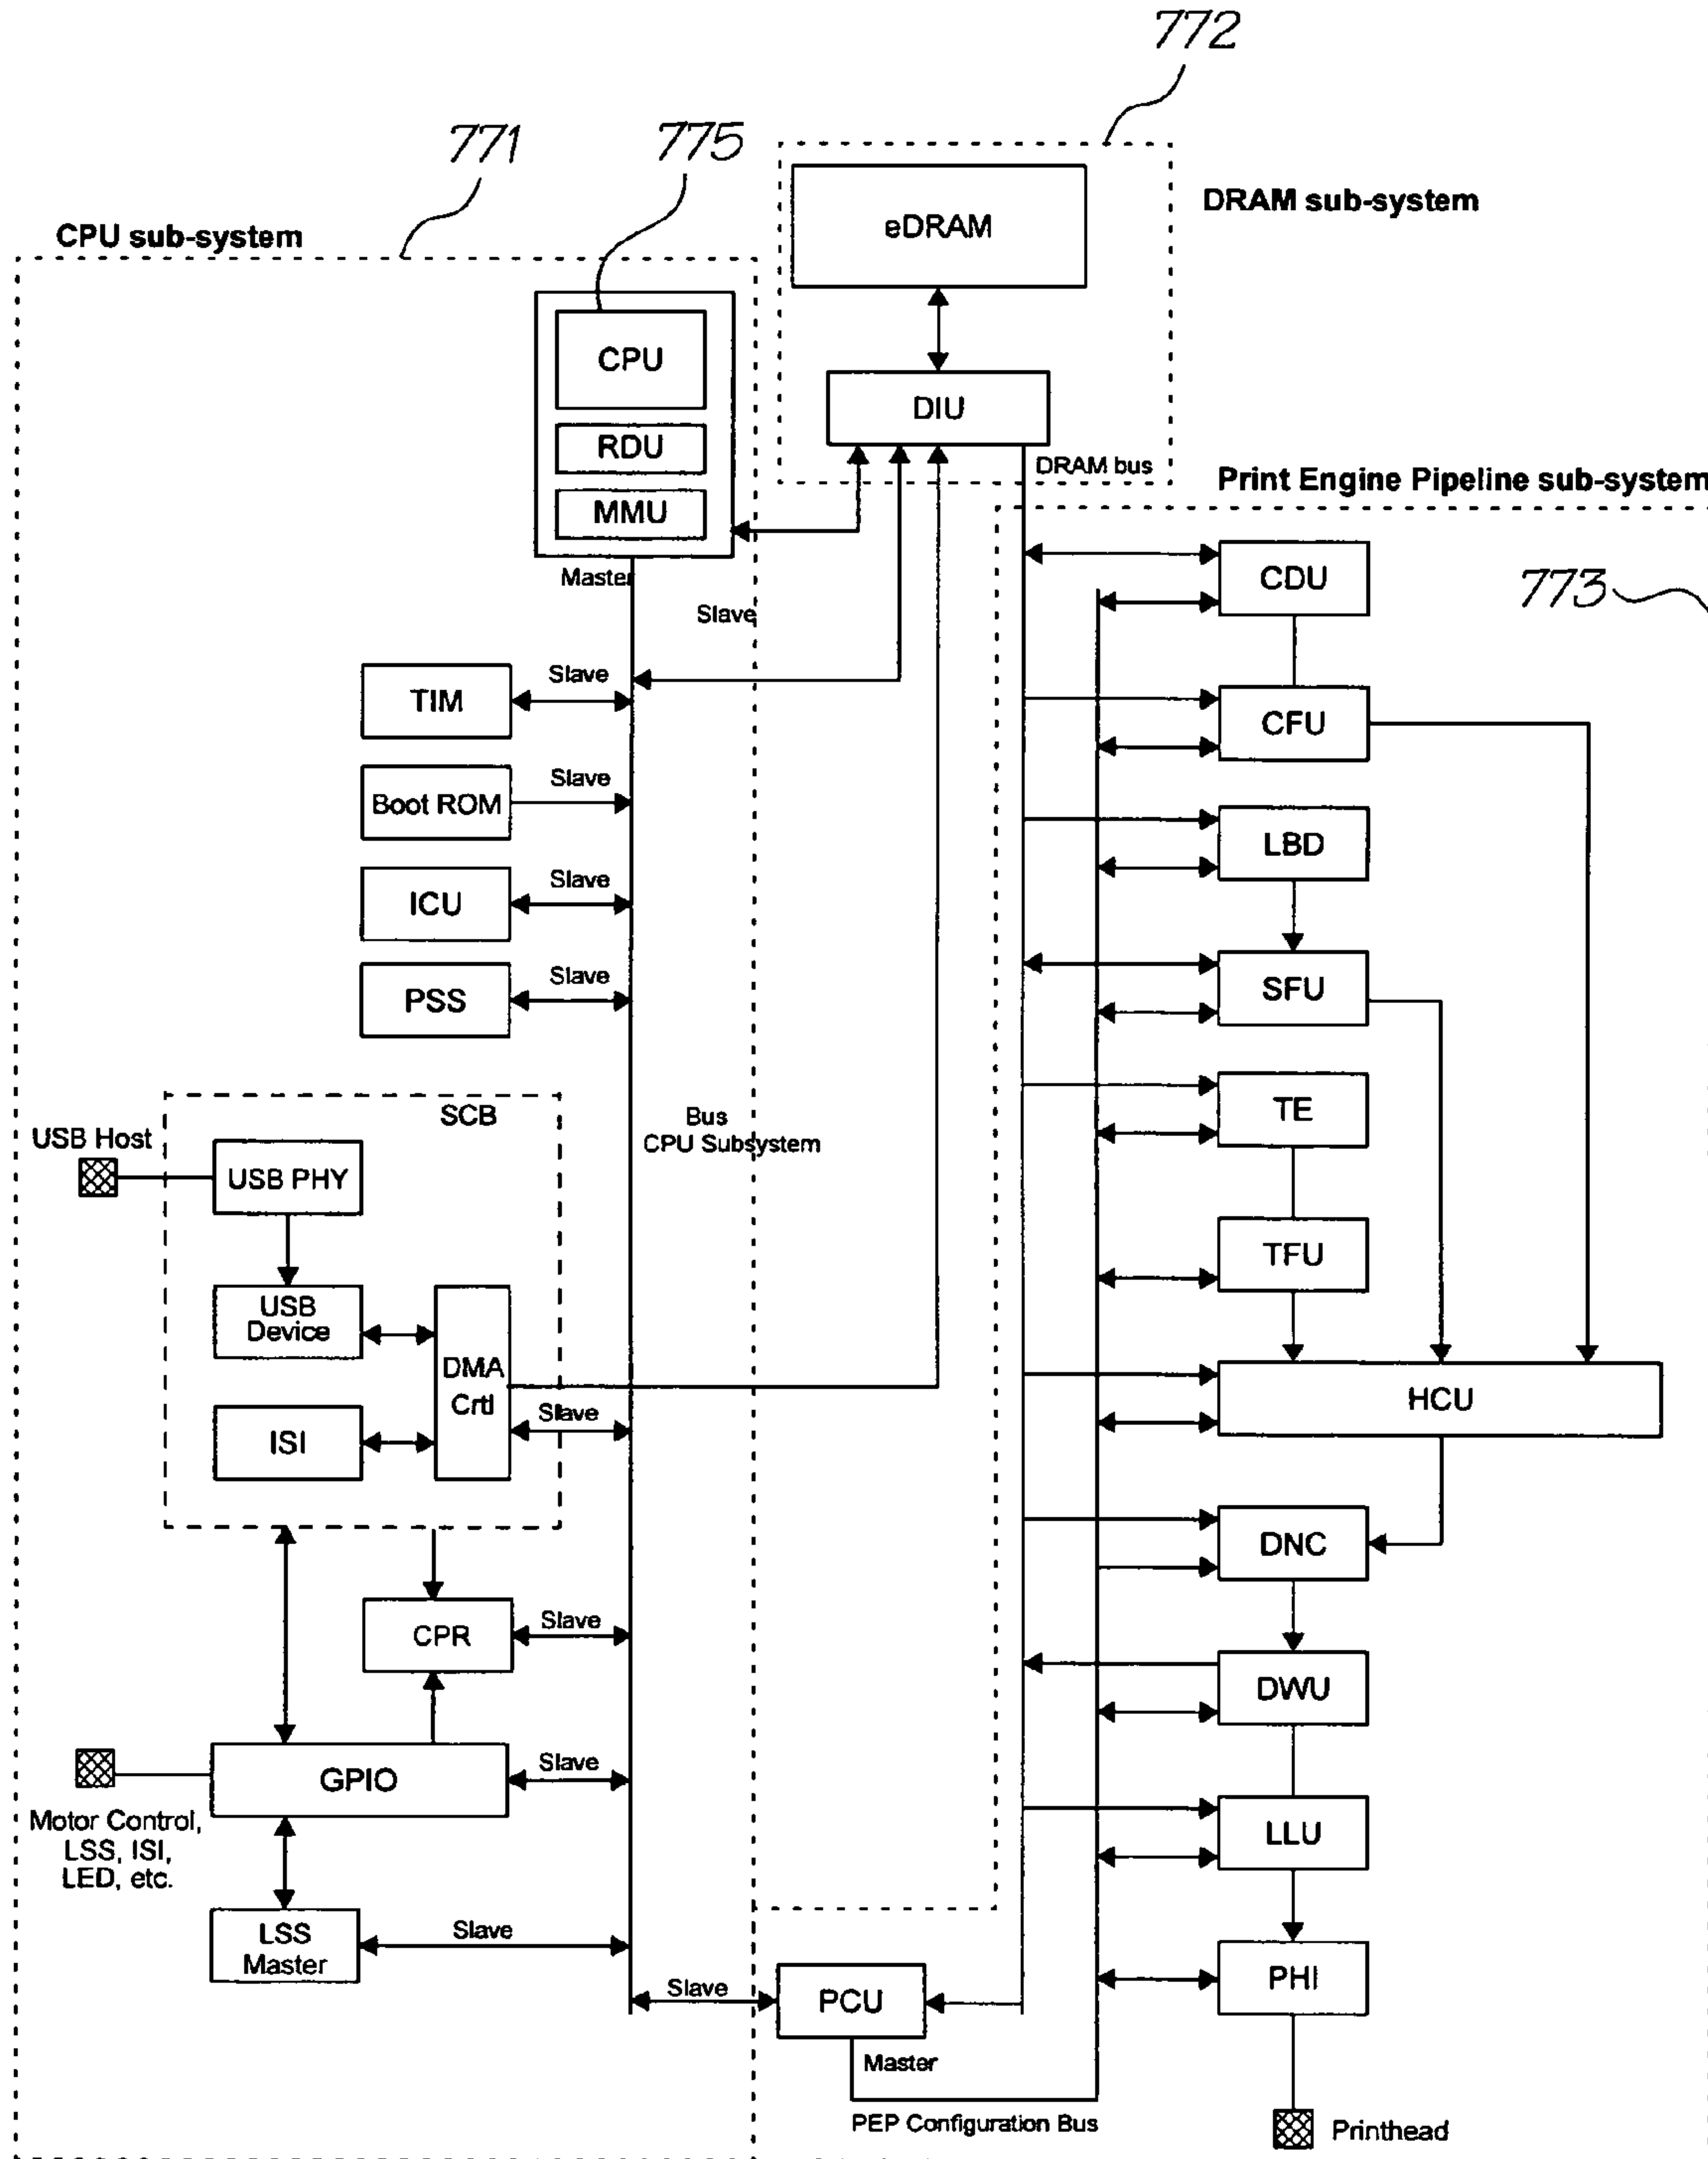 772
771
775
DRAM sub-system
CPU sub-system
eDRAM
CPU
DIU
RDU
DRAM bus
Print Engine Pipeline sub-system
MMU
Master
CDU
773
Slave
Slave
TIM
CFU
Slave
Boot ROM
LBD
Slave
ICU
Slave
PSS
SFU
SCB
TE
USB Host
Bus
CPU Subsystem
USB PHY
TFU
USB
Device
DMA
Crtl
HCU
Slave
ISI
DNC
Slave
CPR
DWU
Slave
GPIO
Motor Control,
LSS, ISI,
LED, etc.
LLU
LSS
Master
Slave
PHI
Slave
PCU
Master
PEP Configuration Bus
Printhead